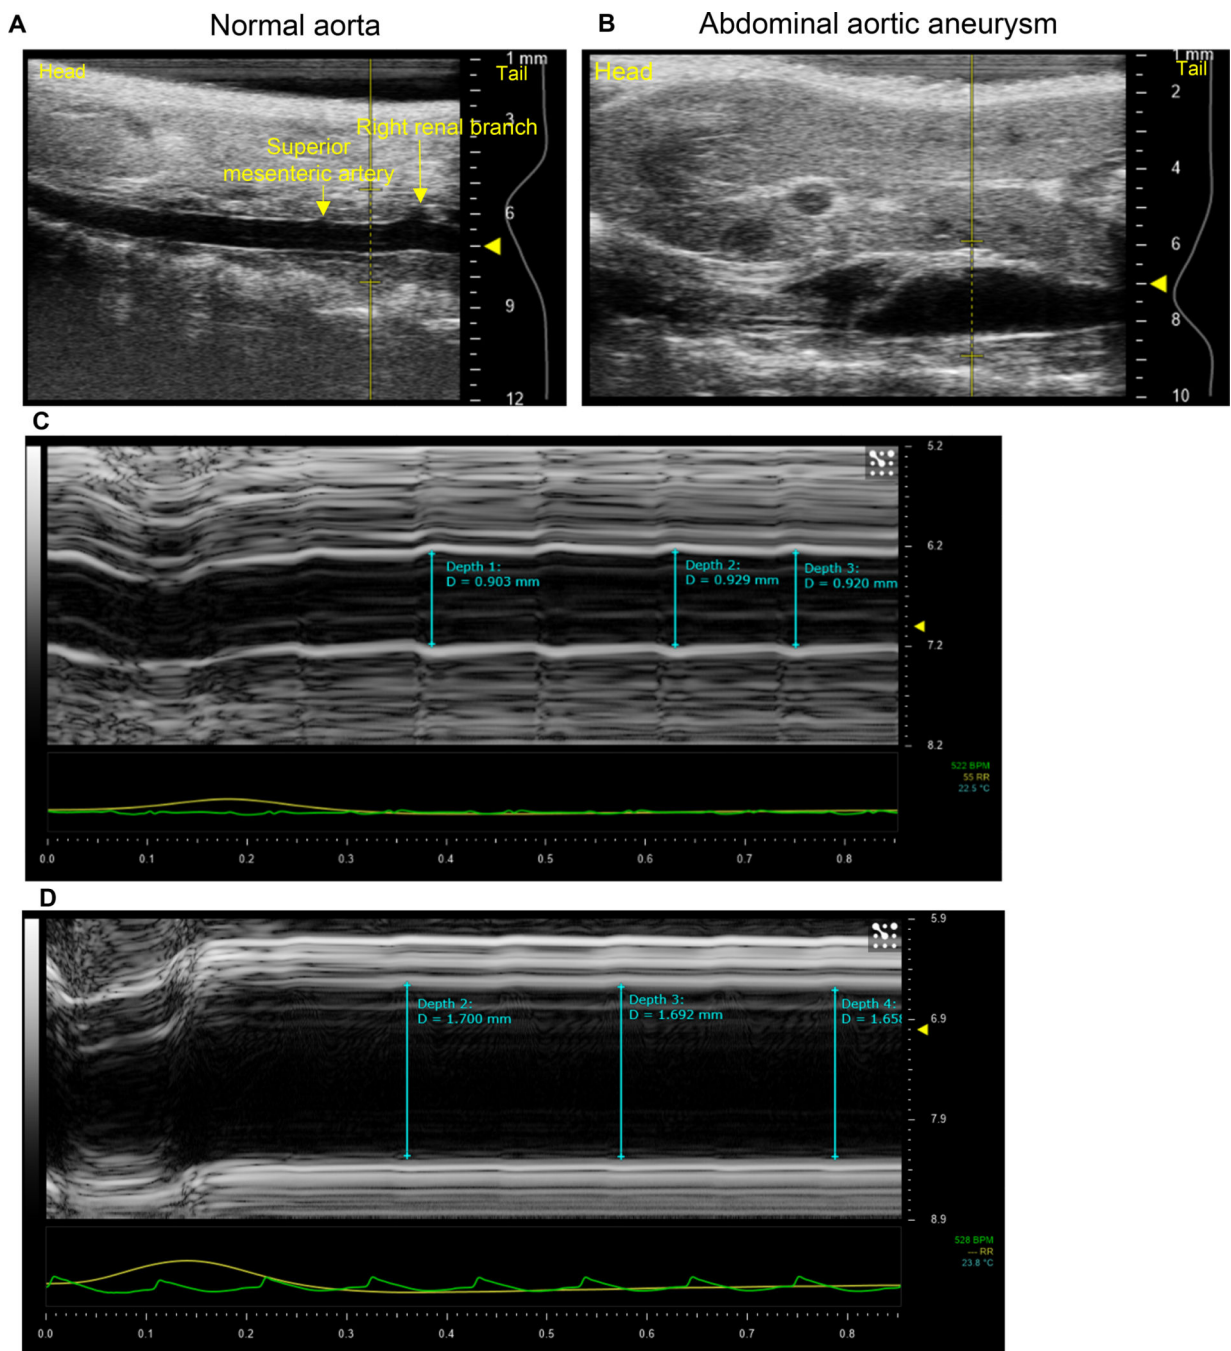 A
Normal aorta
B
Abdominal aortic aneurysm
Head
1 mm
Tail
3
Right renal branch
Superior
mesenteric artery
6
9
12
Head
1 mm
Tail
2
4
6
8
10
C
5.2
Depth 1:
D = 0.903 mm
Depth 2:
D = 0.929 mm
Depth 3:
D = 0.920 mm
6.2
7.2
8.2
522 BPM
55 RR
22.5 °C
0.0 0.1 0.2 0.3 0.4 0.5 0.6 0.7 0.8
D
5.9
Depth 2:
D = 1.700 mm
Depth 3:
D = 1.692 mm
Depth 4:
D = 1.658
6.9
7.9
8.9
528 BPM
--- RR
23.8 °C
0.0 0.1 0.2 0.3 0.4 0.5 0.6 0.7 0.8